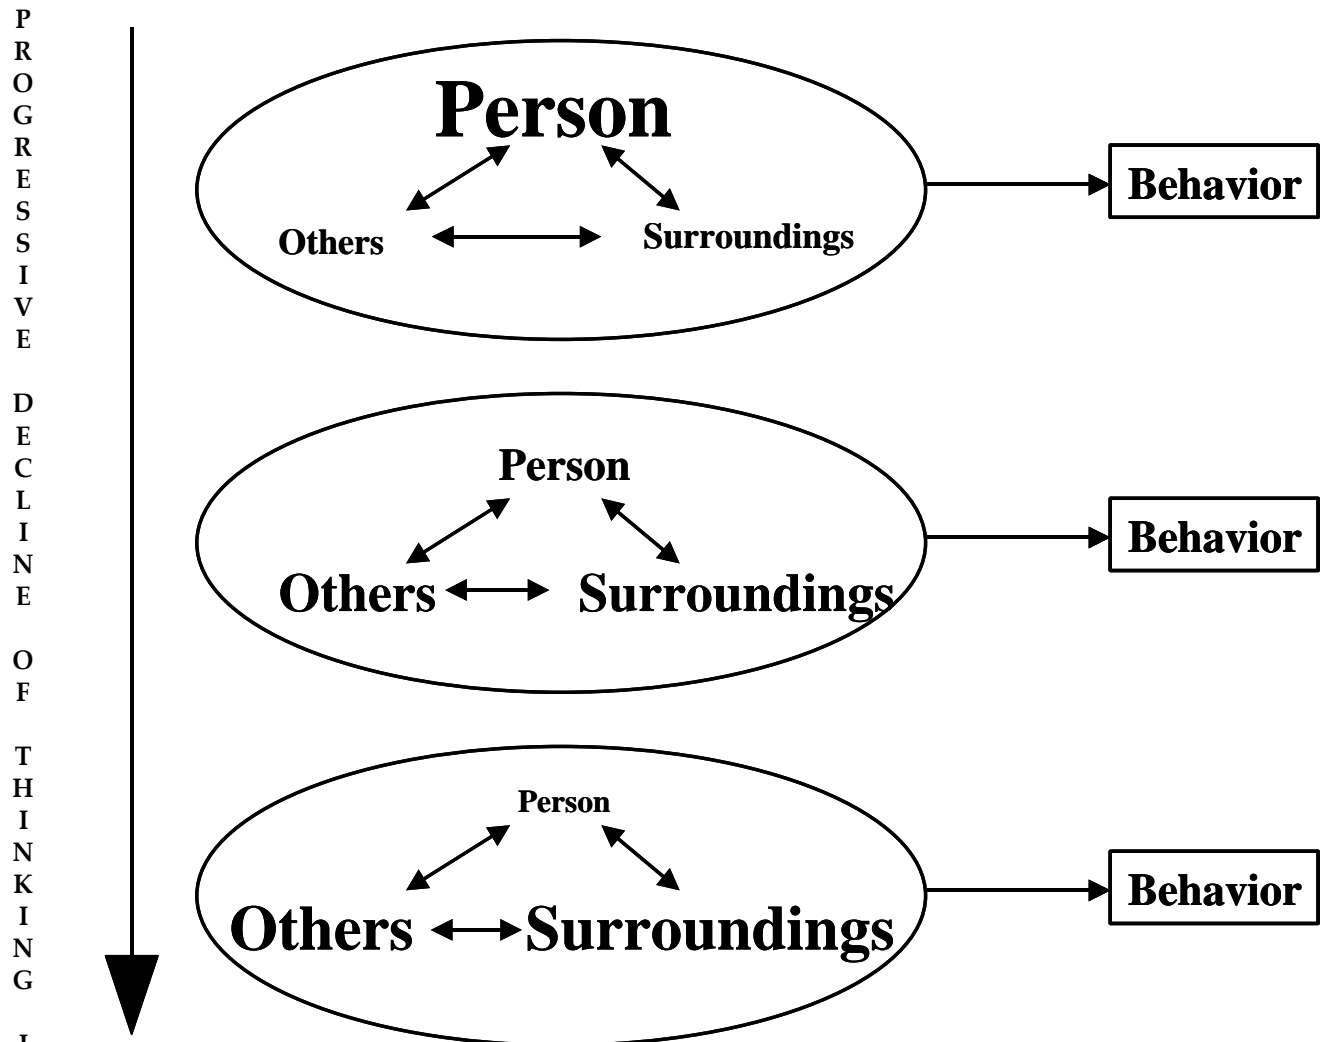 PROGRESSIVE DECLINE OF THINKING
Person
Others
Surroundings
Behavior
Person
Others
Surroundings
Behavior
Person
Others
Surroundings
Behavior